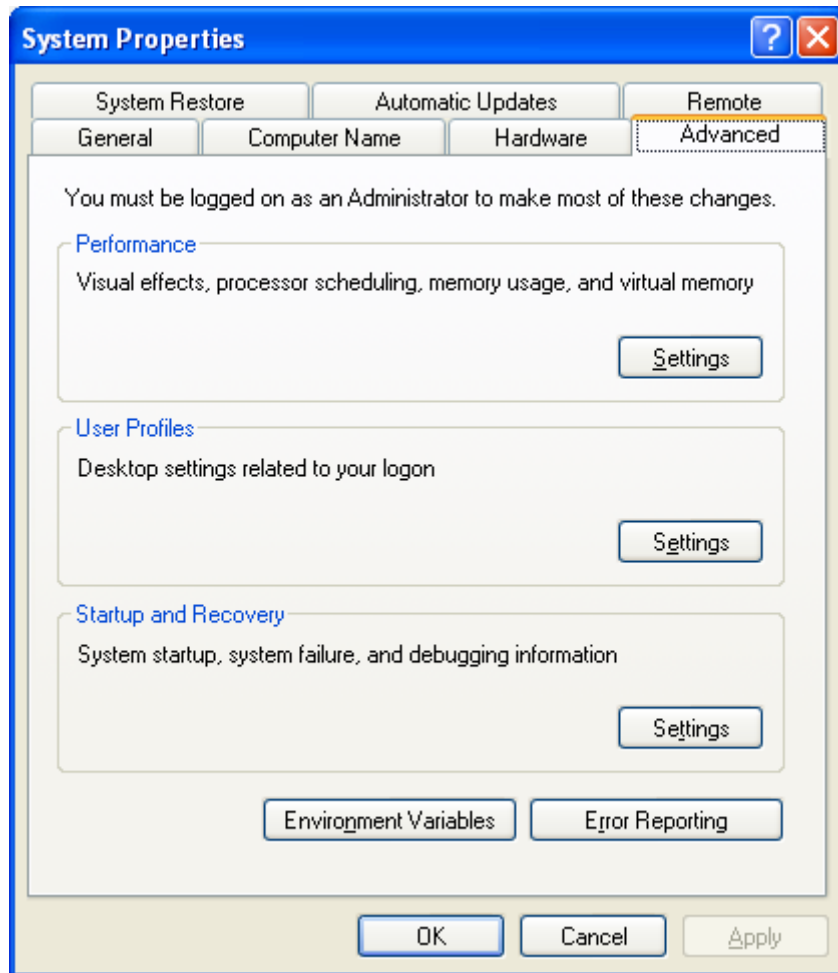 System Properties
System Restore Automatic Updates Remote
General Computer Name Hardware Advanced
You must be logged on as an Administrator to make most of these changes.
Performance
Visual effects, processor scheduling, memory usage, and virtual memory
Settings
User Profiles
Desktop settings related to your logon
Settings
Startup and Recovery
System startup, system failure, and debugging information
Settings
Environment Variables Error Reporting
OK Cancel Apply